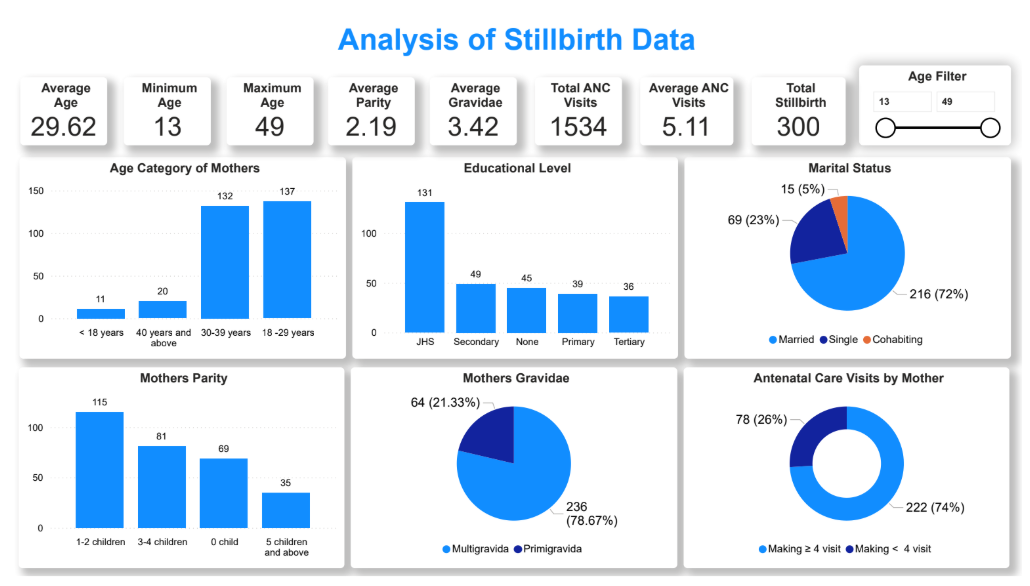 Analysis of Stillbirth Data
Average
Age
29.62
Minimum
Age
13
Maximum
Age
49
Average
Parity
2.19
Average
Gravidae
3.42
Total ANC
Visits
1534
Average ANC
Visits
5.11
Total
Stillbirth
300
Age Filter
13
49
Age Category of Mothers
150
100
50
0
11
20
132
137
< 18 years
40 years and
above
30-39 years
18 -29 years
Educational Level
100
50
0
131
49
45
39
36
JHS
Secondary
None
Primary
Tertiary
Marital Status
15 (5%)
69 (23%)
216 (72%)
Married
Single
Cohabiting
Mothers Parity
100
50
0
115
81
69
35
1-2 children
3-4 children
0 child
5 children
and above
Mothers Gravidae
64 (21.33%)
236
(78.67%)
Multigravida
Primigravida
Antenatal Care Visits by Mother
78 (26%)
222 (74%)
Making ≥ 4 visit
Making < 4 visit